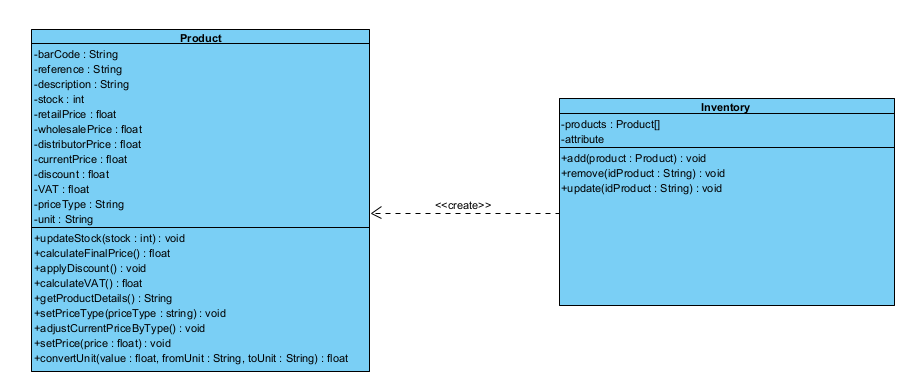 Product
-barCode : String
-reference : String
-description : String
-stock : int
-retailPrice : float
-wholesalePrice : float
-distributorPrice : float
-currentPrice : float
-discount : float
-VAT : float
-priceType : String
-unit : String
+updateStock(stock : int) : void
+calculateFinalPrice() : float
+applyDiscount() : void
+calculateVAT() : float
+getProductDetails() : String
+setPriceType(priceType : string) : void
+adjustCurrentPriceByType() : void
+setPrice(price : float) : void
+convertUnit(value : float, fromUnit : String, toUnit : String) : float
<<create>>
Inventory
-products : Product[]
-attribute
+add(product : Product) : void
+remove(idProduct : String) : void
+update(idProduct : String) : void